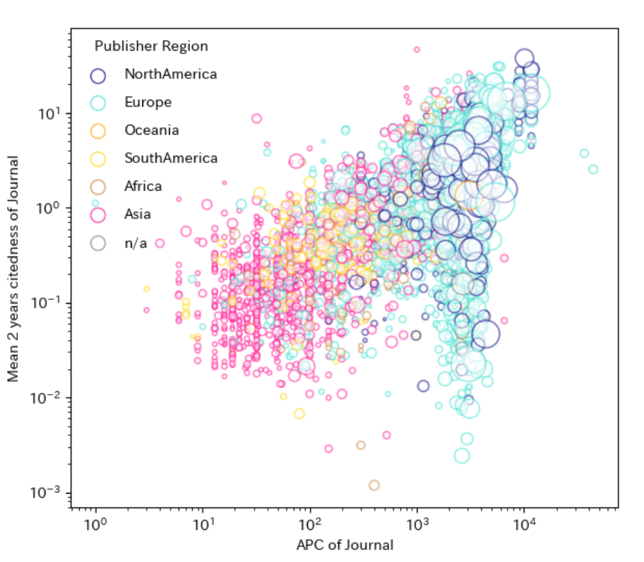 Publisher Region
NorthAmerica
Europe
Oceania
SouthAmerica
Africa
Asia
n/a
Mean 2 years citedness of Journal
10¹
10⁰
10⁻¹
10⁻²
10⁻³
10⁰ 10¹ 10² 10³ 10⁴
APC of Journal